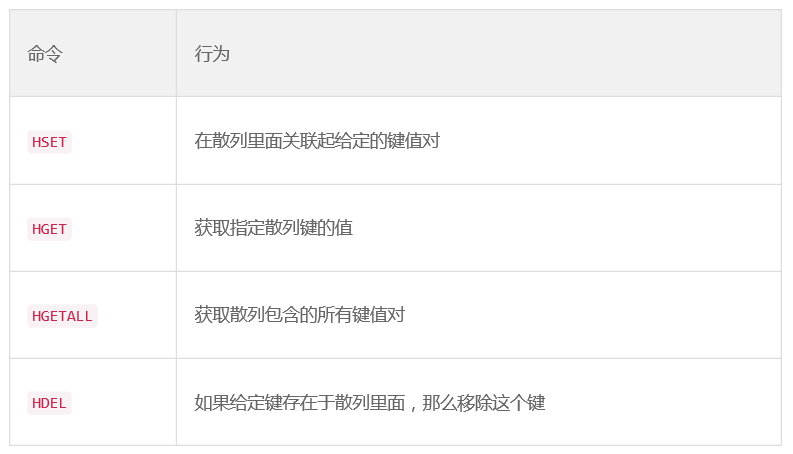 命令 行为
HSET 在散列里面关联起给定的键值对
HGET 获取指定散列键的值
HGETALL 获取散列包含的所有键值对
HDEL 如果给定键存在于散列里面，那么移除这个键